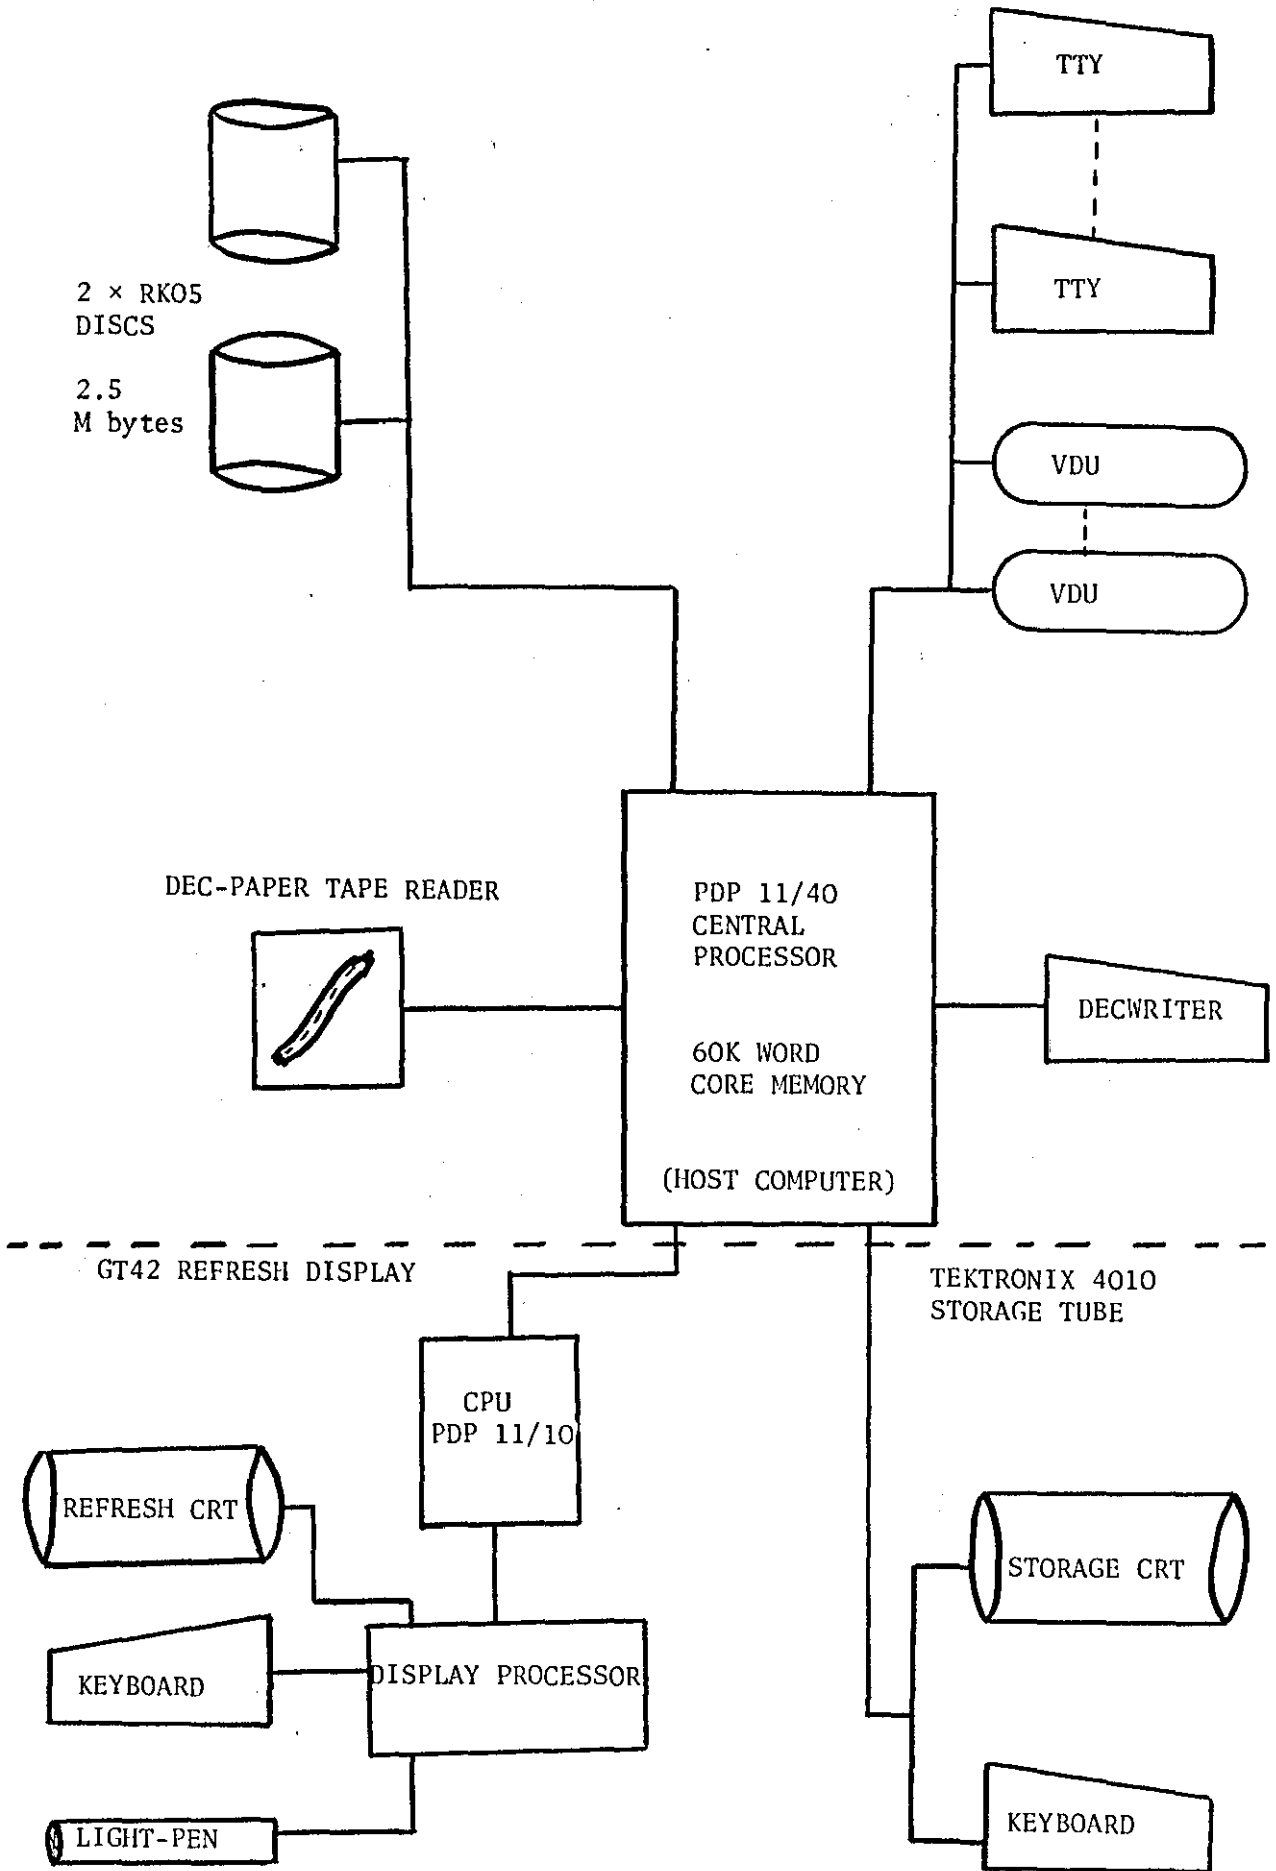 TTY
TTY
2 × RK05
DISCS
2.5
M bytes
VDU
VDU
DEC-PAPER TAPE READER
PDP 11/40
CENTRAL
PROCESSOR
60K WORD
CORE MEMORY
(HOST COMPUTER)
DECWRITER
GT42 REFRESH DISPLAY
TEKTRONIX 4010
STORAGE TUBE
CPU
PDP 11/10
REFRESH CRT
KEYBOARD
DISPLAY PROCESSOR
LIGHT-PEN
STORAGE CRT
KEYBOARD